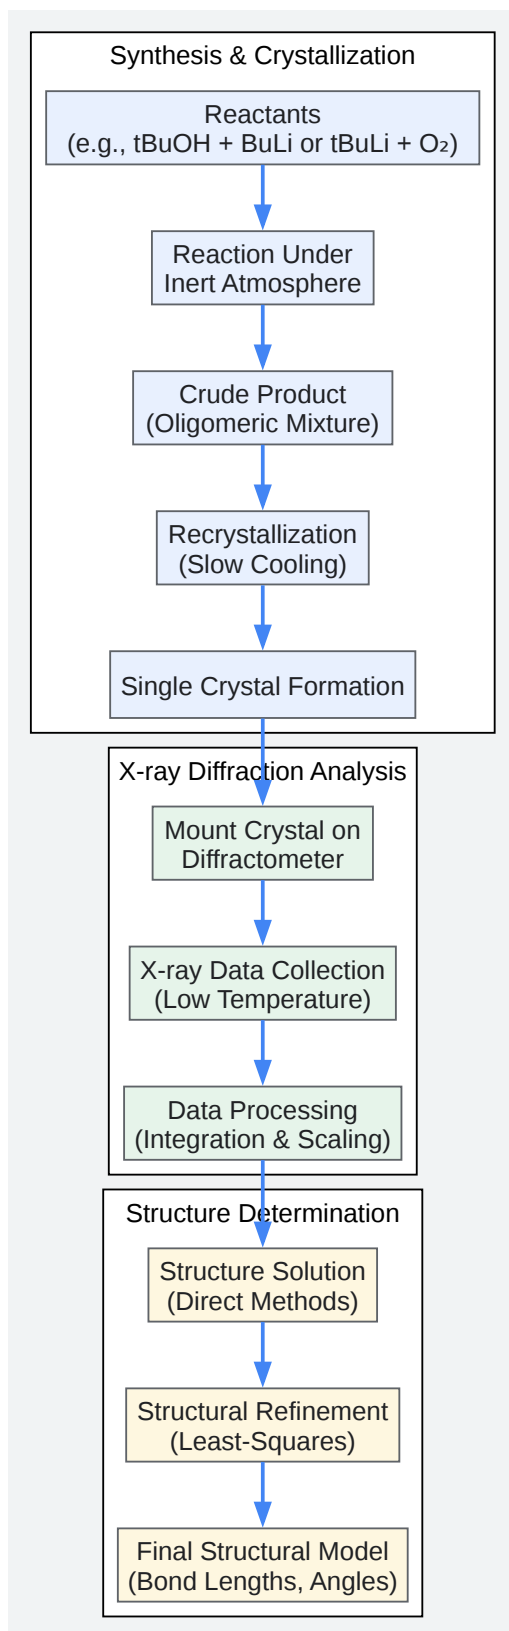 Synthesis & Crystallization
Reactants
(e.g., tBuOH + BuLi or tBuLi + O₂)
Reaction Under
Inert Atmosphere
Crude Product
(Oligomeric Mixture)
Recrystallization
(Slow Cooling)
Single Crystal Formation
X-ray Diffraction Analysis
Mount Crystal on
Diffractometer
X-ray Data Collection
(Low Temperature)
Data Processing
(Integration & Scaling)
Structure Determination
Structure Solution
(Direct Methods)
Structural Refinement
(Least-Squares)
Final Structural Model
(Bond Lengths, Angles)